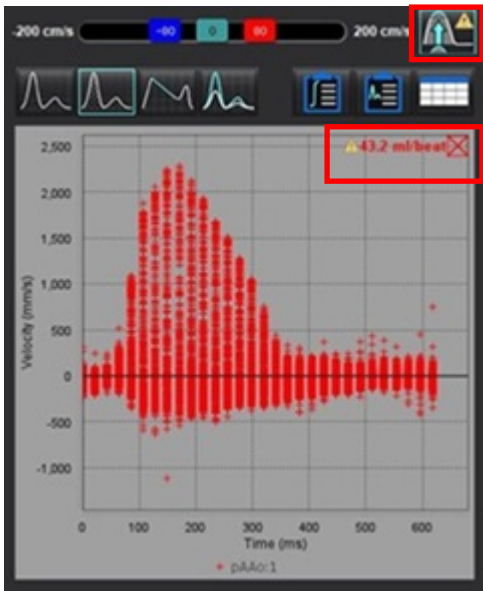 -200 cm/s -80 0 80 200 cm/s
43.2 ml/beat
2,500
2,000
1,500
1,000
500
0
-500
-1,000
Velocity (mm/s)
0 100 200 300 400 500 600
Time (ms)
+ pAAo:1